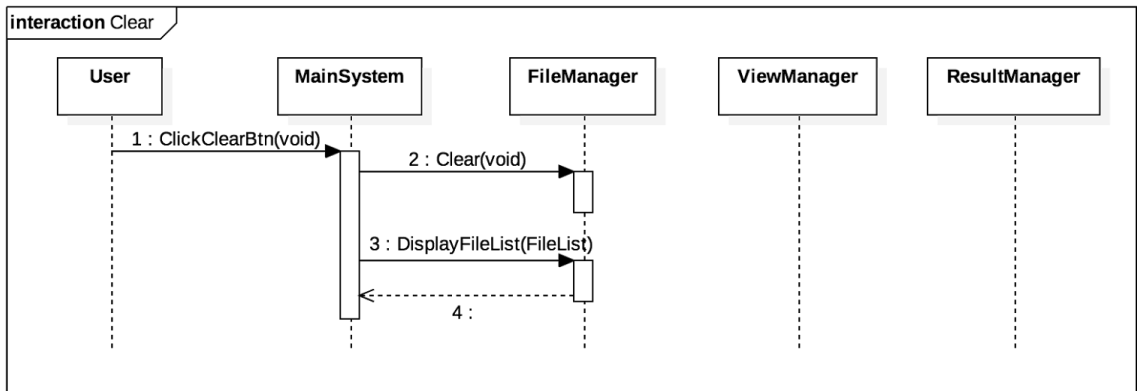 interaction Clear
User
MainSystem
FileManager
ViewManager
ResultManager
1 : ClickClearBtn(void)
2 : Clear(void)
3 : DisplayFileList(FileList)
4 :